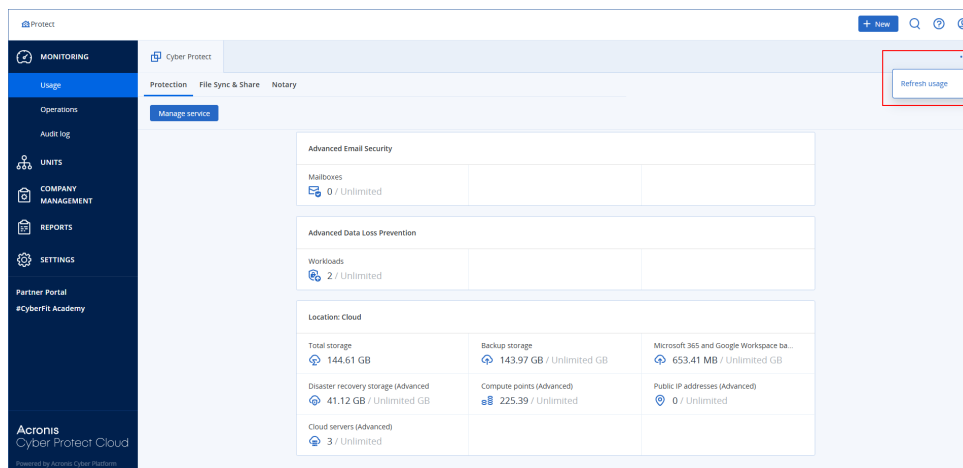 Protect
+ New
MONITORING
Cyber Protect
Refresh usage
Usage
Protection File Sync & Share Notary
Operations
Manage service
Audit log
UNITS
COMPANY
MANAGEMENT
REPORTS
SETTINGS
Partner Portal
#CyberFit Academy
Advanced Email Security
Mailboxes
0 / Unlimited
Advanced Data Loss Prevention
Workloads
2 / Unlimited
Location: Cloud
Total storage
144.61 GB
Backup storage
143.97 GB / Unlimited GB
Microsoft 365 and Google Workspace ba...
653.41 MB / Unlimited GB
Disaster recovery storage (Advanced
41.12 GB / Unlimited GB
Compute points (Advanced)
225.39 / Unlimited
Public IP addresses (Advanced)
0 / Unlimited
Cloud servers (Advanced)
3 / Unlimited
Acronis
Cyber Protect Cloud
Powered by Acronis Cyber Platform